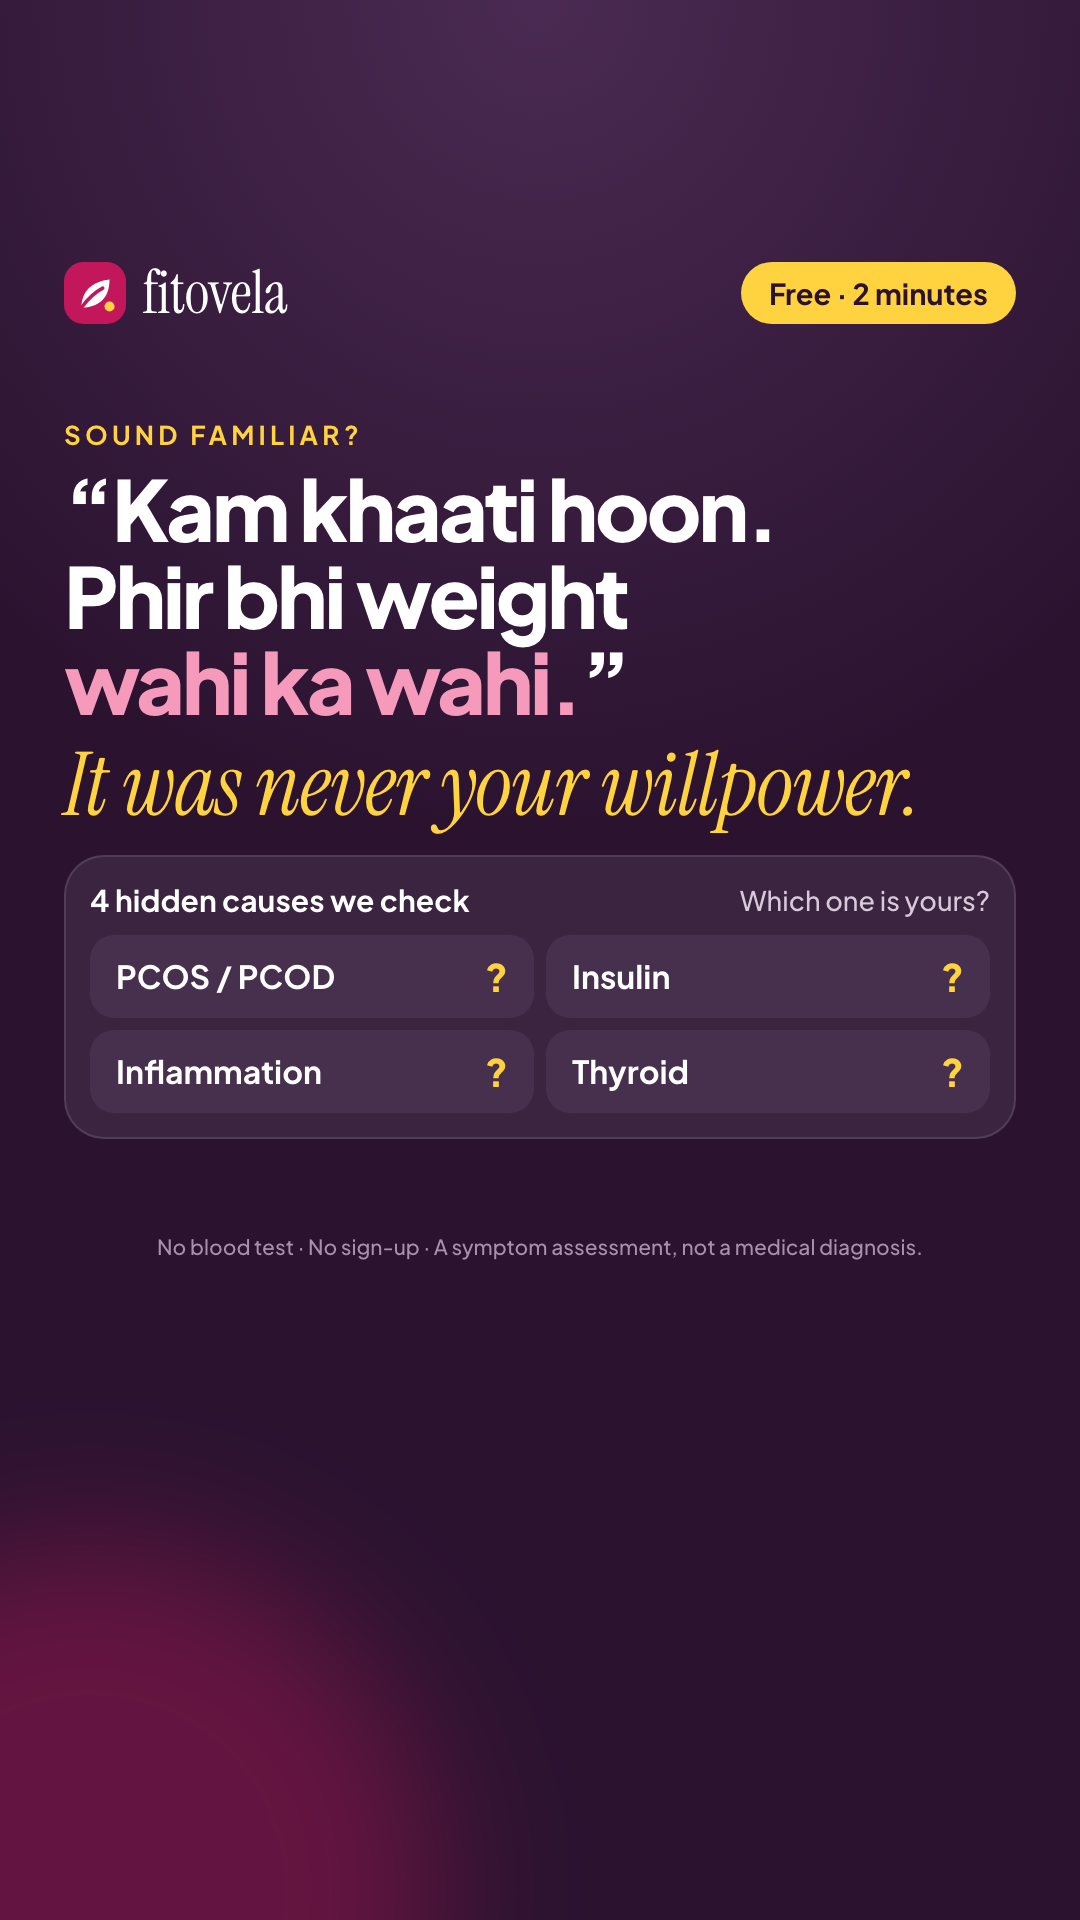 fitovela
Free · 2 minutes
SOUND FAMILIAR?
“Kam khaati hoon.
Phir bhi weight
wahi ka wahi.”
It was never your willpower.
4 hidden causes we check
Which one is yours?
PCOS / PCOD ?
Insulin ?
Inflammation ?
Thyroid ?
No blood test · No sign-up · A symptom assessment, not a medical diagnosis.